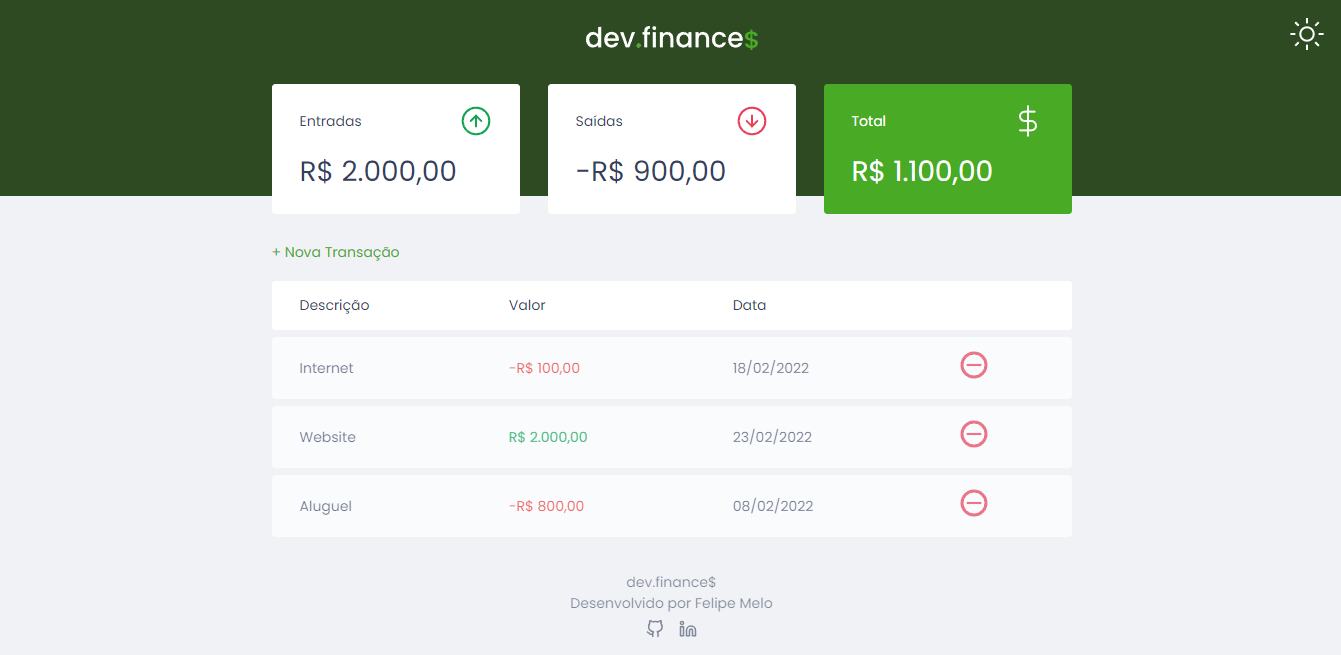 dev.finance$
Entradas
R$ 2.000,00
Saídas
-R$ 900,00
Total
R$ 1.100,00
+ Nova Transação
Descrição Valor Data
Internet -R$ 100,00 18/02/2022
Website R$ 2.000,00 23/02/2022
Aluguel -R$ 800,00 08/02/2022
dev.finance$
Desenvolvido por Felipe Melo